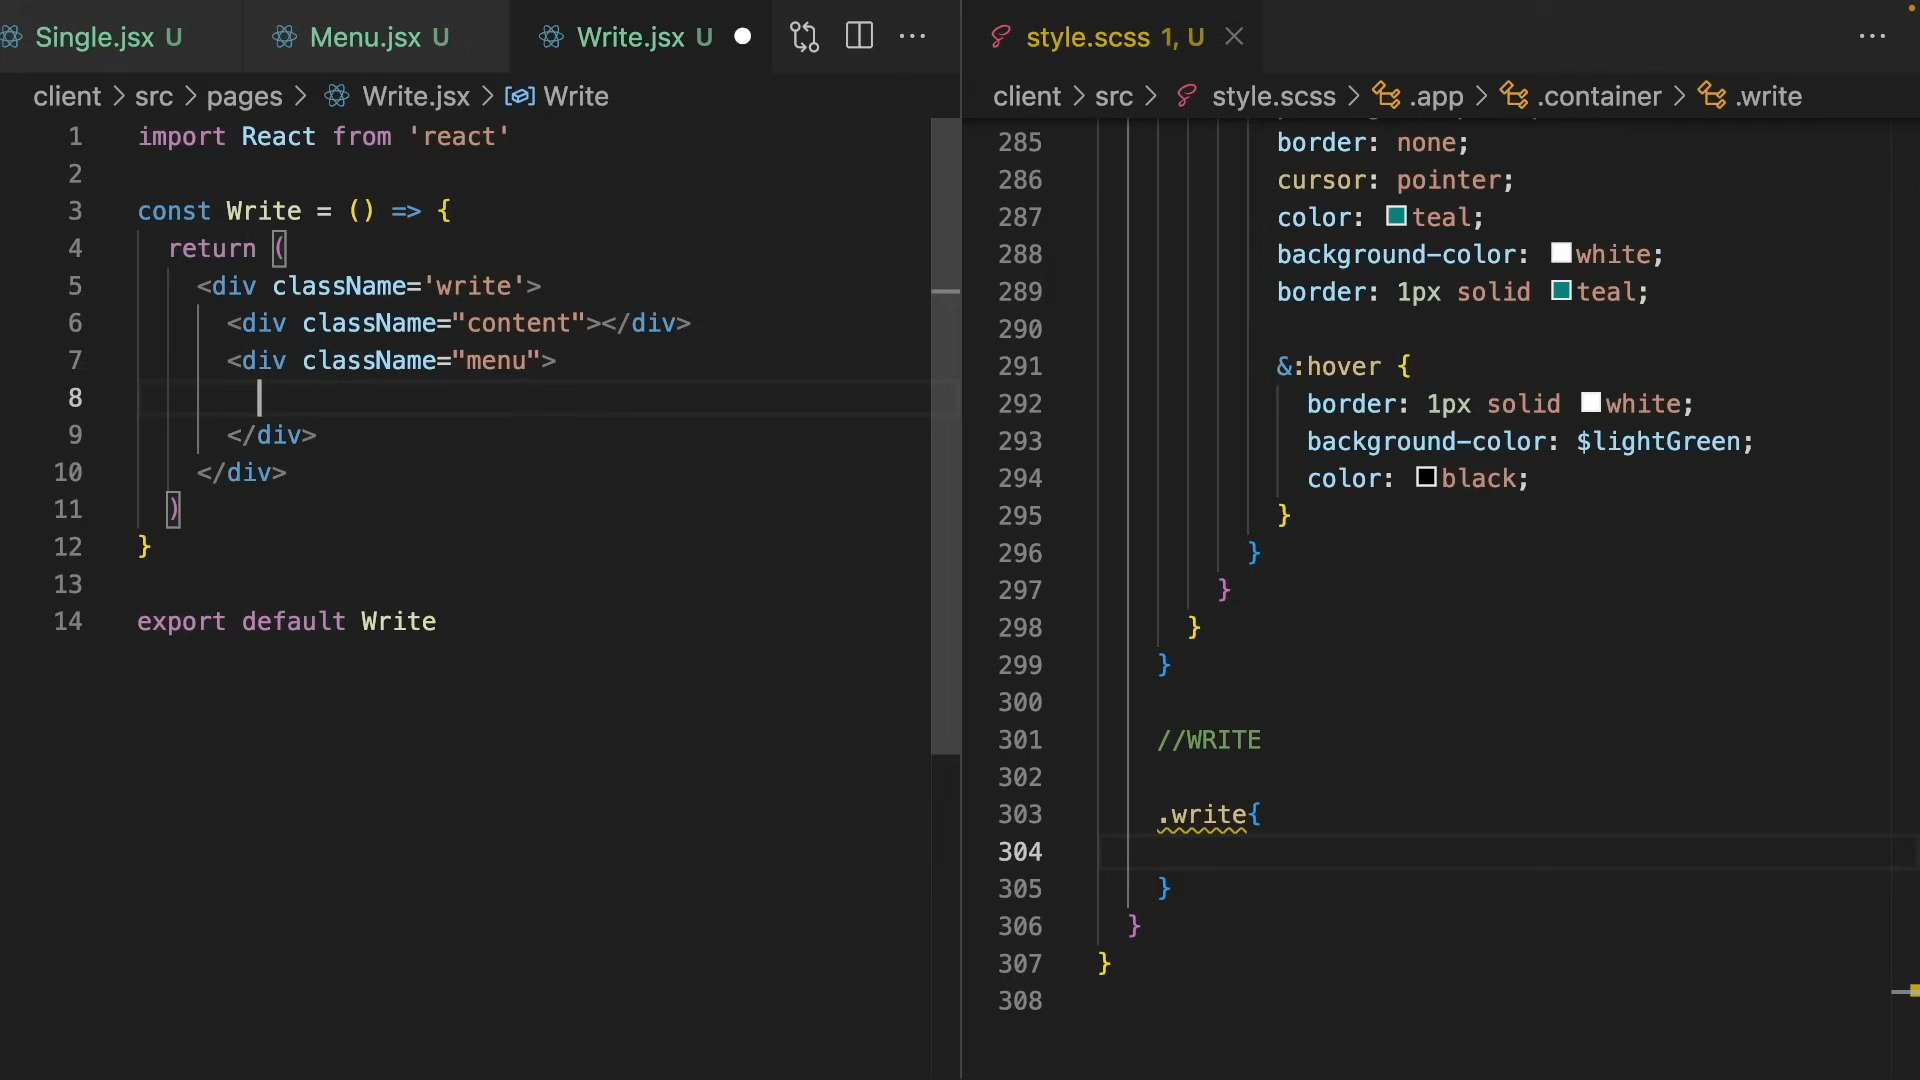 Single.jsx U
Menu.jsx U
Write.jsx U
client > src > pages > Write.jsx > Write
1 import React from 'react'
2
3 const Write = () => {
4 return (
5 <div className='write'>
6 <div className="content"></div>
7 <div className="menu">
8
9 </div>
10 </div>
11 )
12 }
13
14 export default Write
style.scss 1, U
client > src > style.scss > .app > .container > .write
285 border: none;
286 cursor: pointer;
287 color: teal;
288 background-color: white;
289 border: 1px solid teal;
290
291 &:hover {
292 border: 1px solid white;
293 background-color: $lightGreen;
294 color: black;
295 }
296 }
297 }
298 }
299 }
300
301 //WRITE
302
303 .write{
304
305 }
306 }
307 }
308